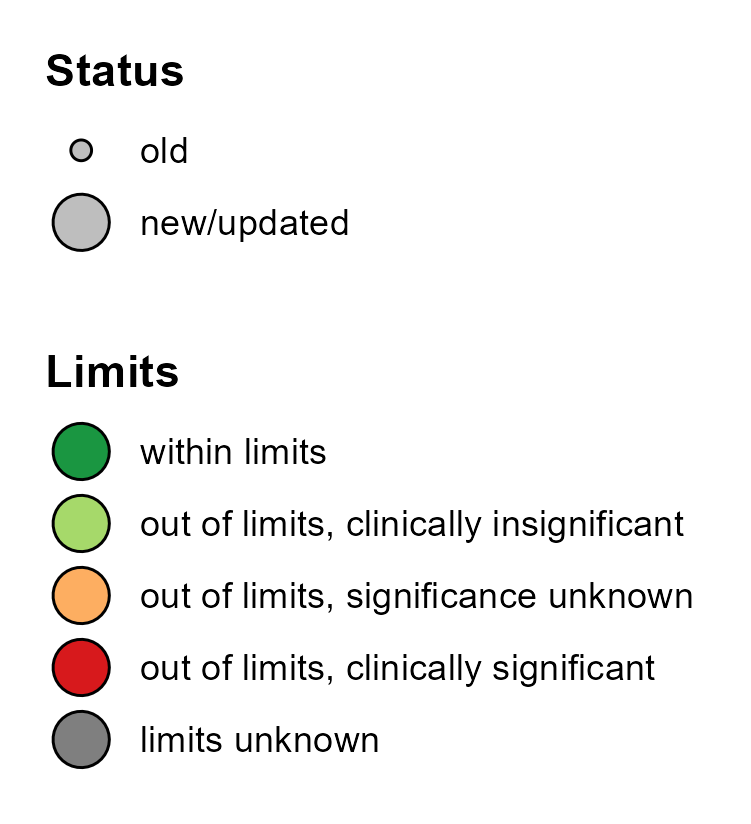 Status
old
new/updated
Limits
within limits
out of limits, clinically insignificant
out of limits, significance unknown
out of limits, clinically significant
limits unknown